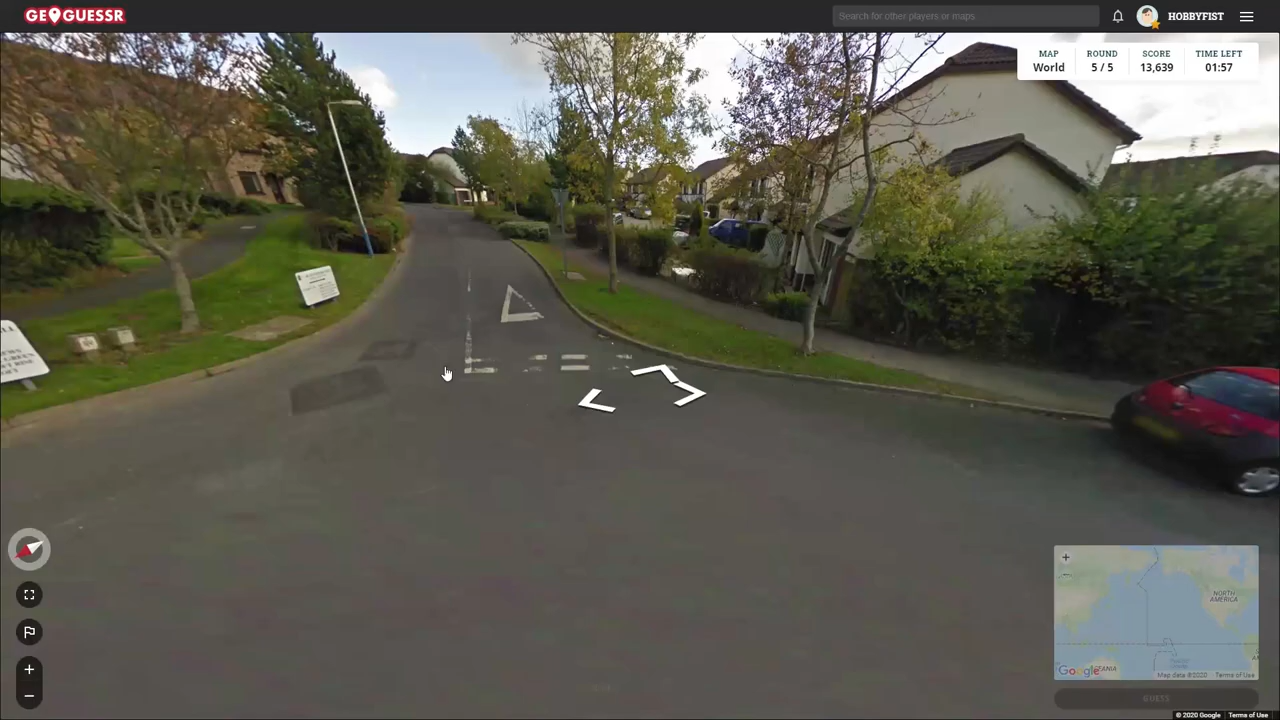 GEOGUESSR
Search for other players or maps
HOBBYFIST
MAP
World
ROUND
5 / 5
SCORE
13,639
TIME LEFT
01:57
NORTH
AMERICA
Google
Map data ©2020
Terms of Use
GUESS
© 2020 Google
Terms of Use